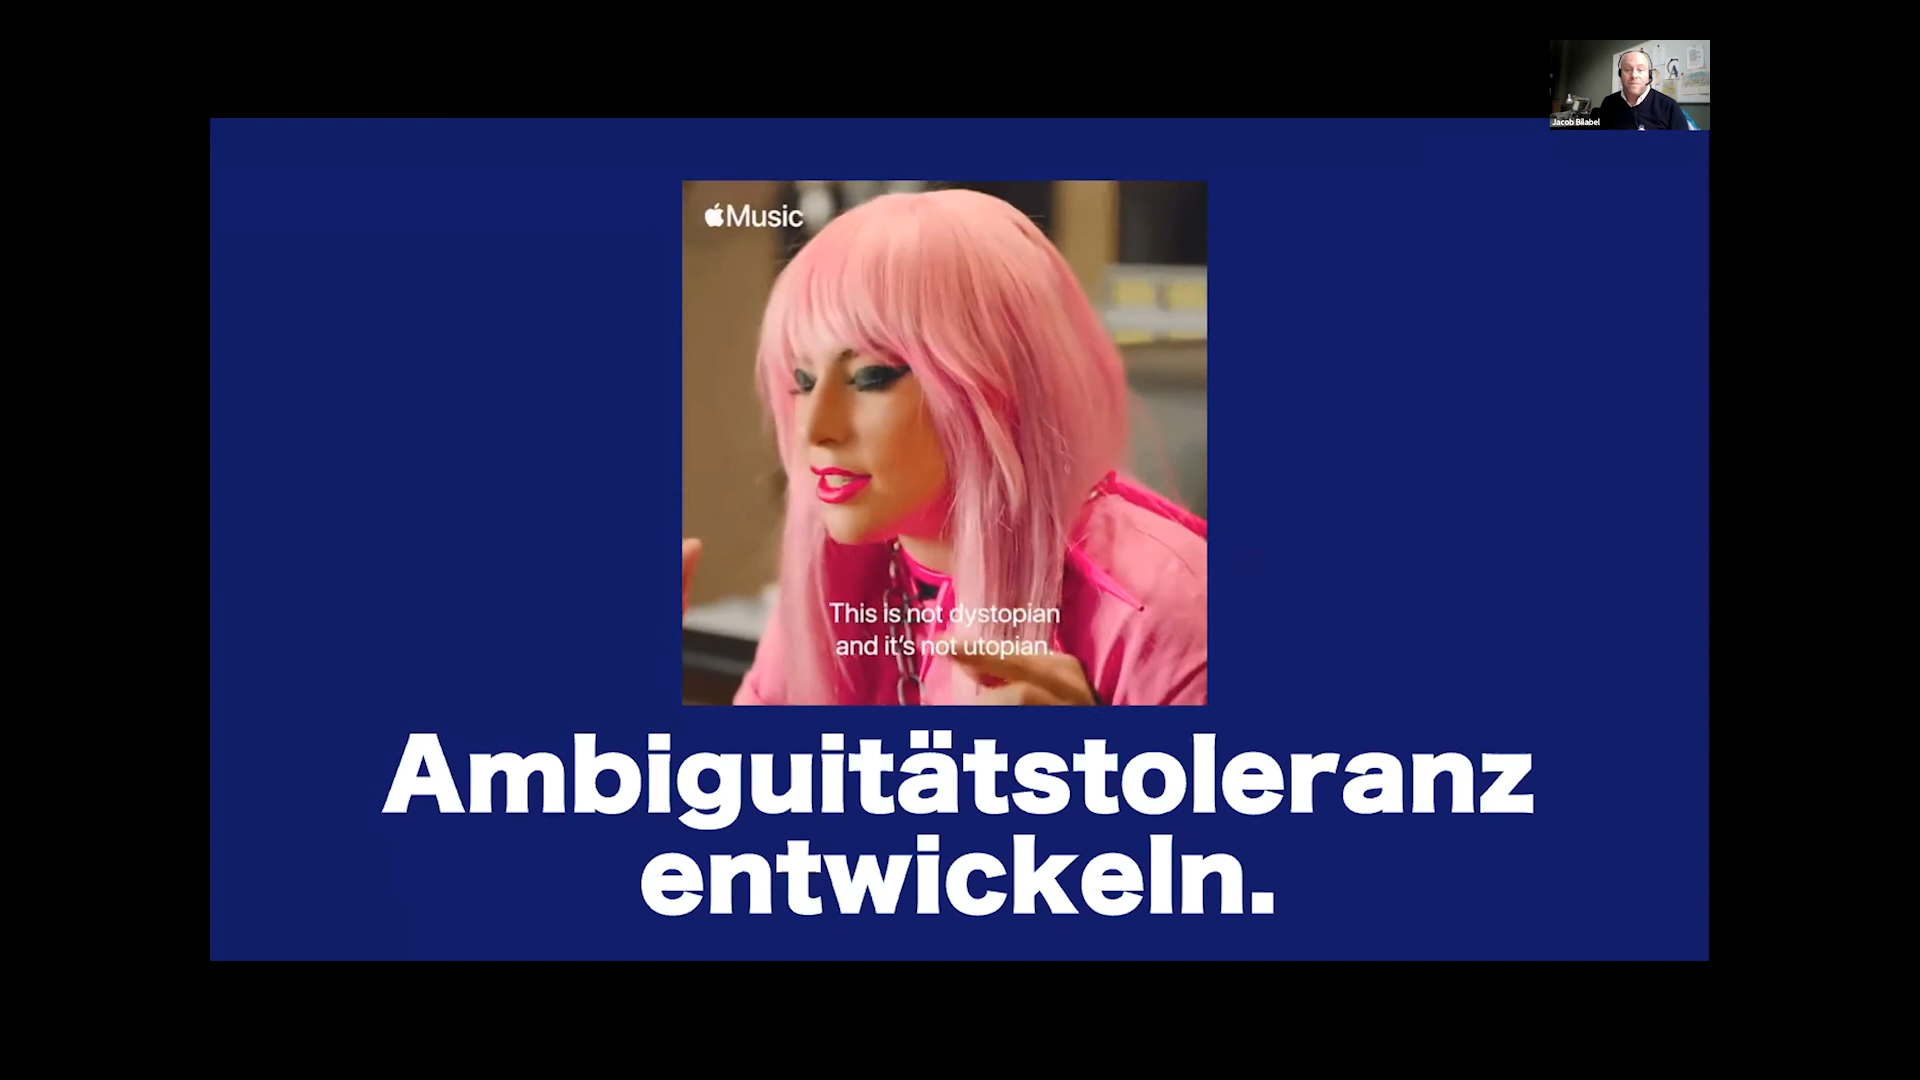 Jacob Bilabel
Music
This is not dystopian
and it's not utopian.
Ambiguitätstoleranz
entwickeln.